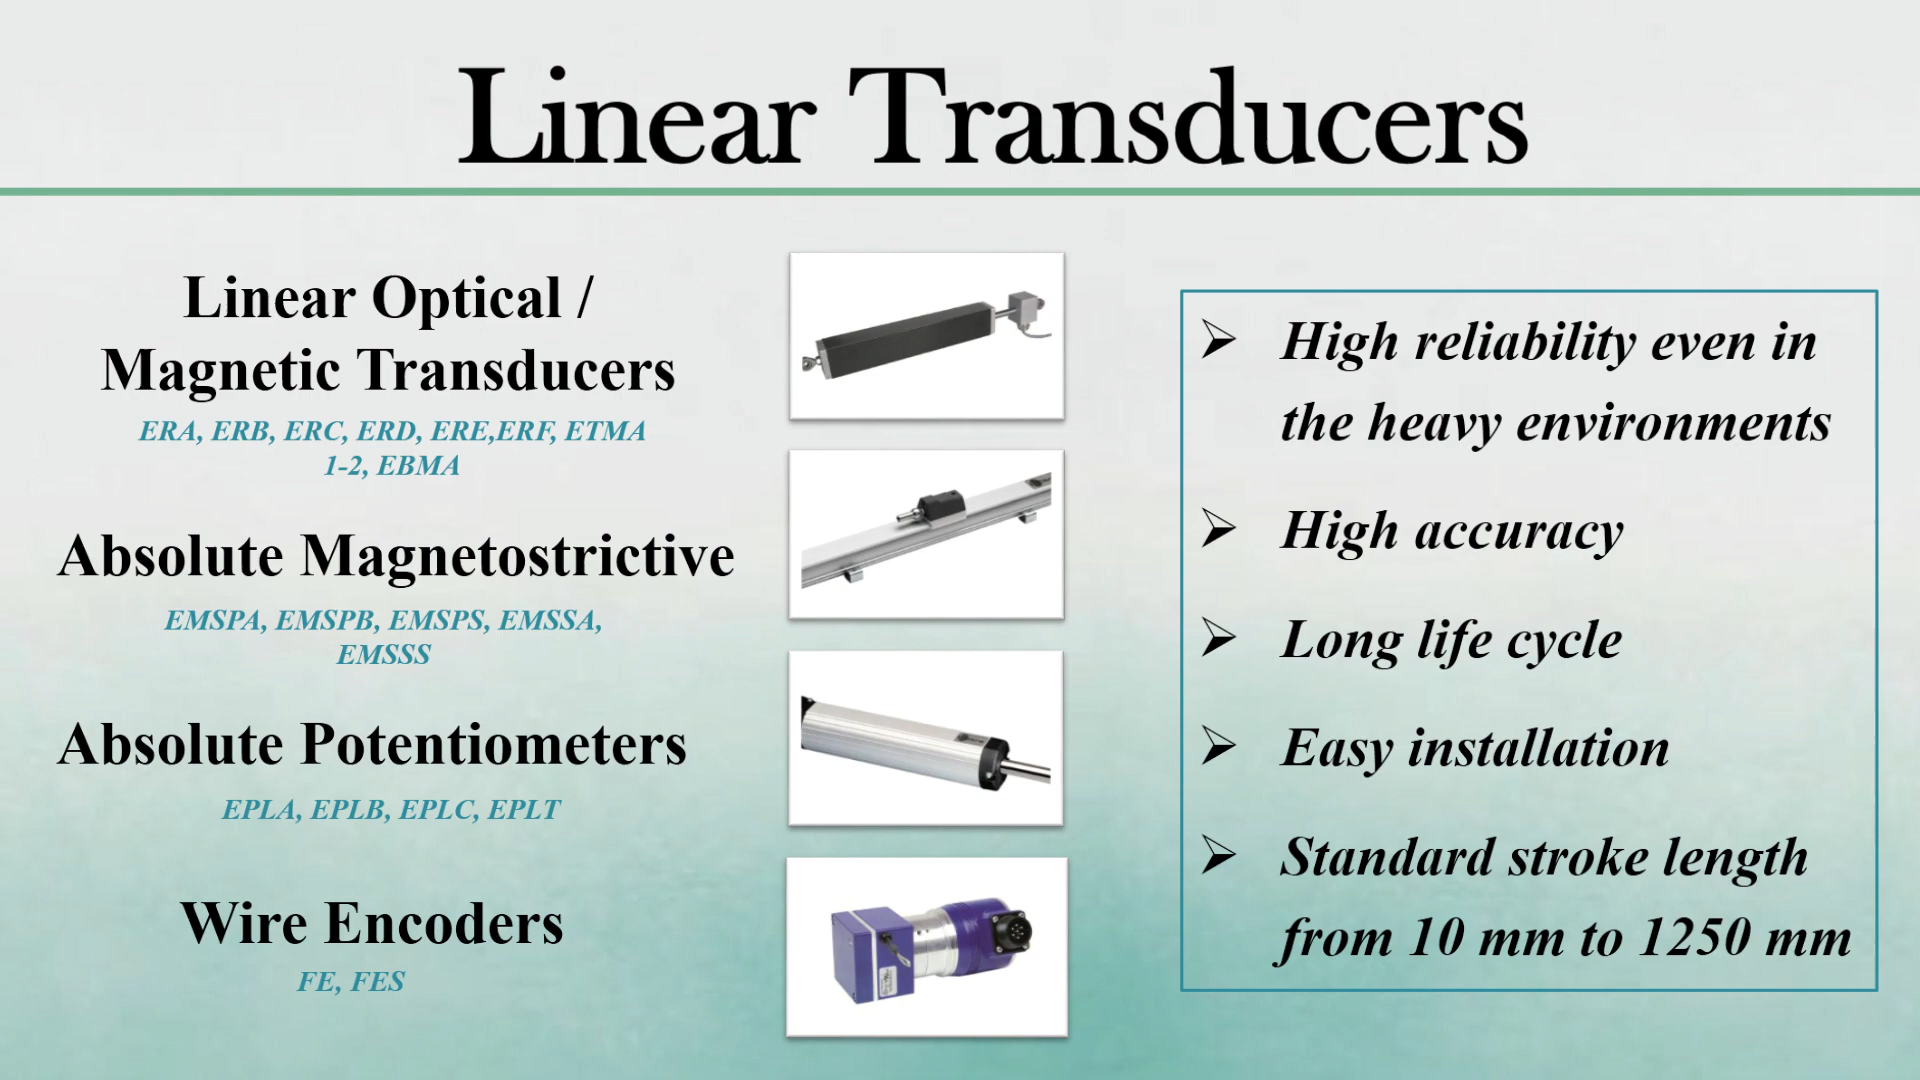 Linear Transducers
Linear Optical /
Magnetic Transducers
ERA, ERB, ERC, ERD, ERE,ERF, ETMA
1-2, EBMA
Absolute Magnetostrictive
EMSPA, EMSPB, EMSPS, EMSSA,
EMSSS
Absolute Potentiometers
EPLA, EPLB, EPLC, EPLT
Wire Encoders
FE, FES
High reliability even in
the heavy environments
High accuracy
Long life cycle
Easy installation
Standard stroke length
from 10 mm to 1250 mm